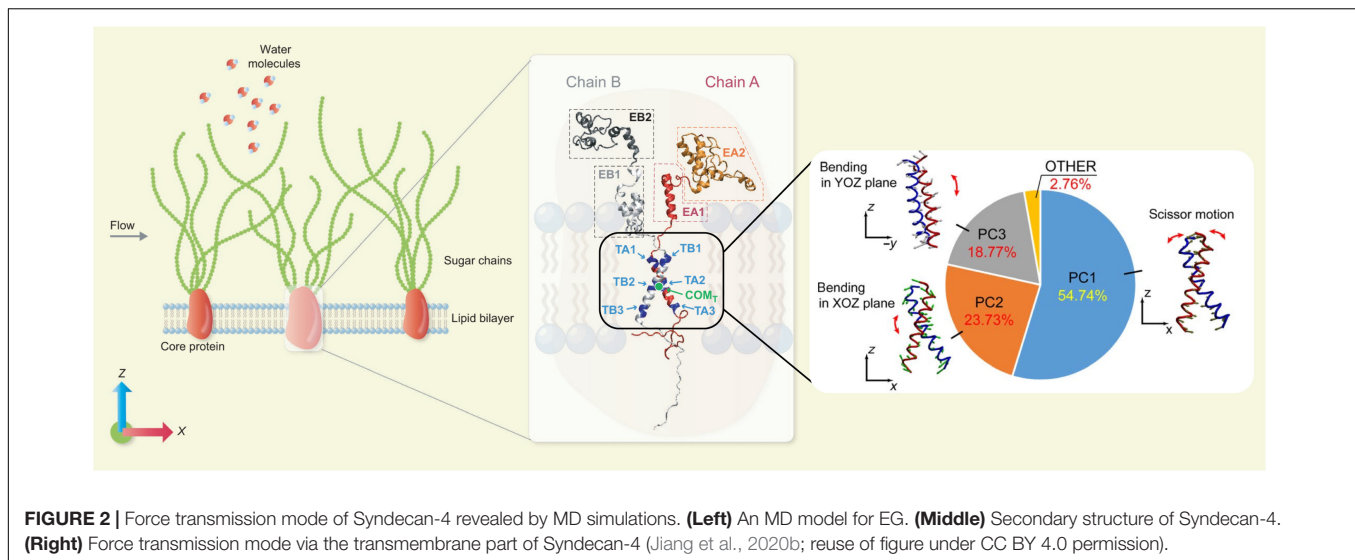 Water
molecules
Flow
Sugar chains
Lipid bilayer
Core protein
Z
X
Chain B
Chain A
EB2
EA2
EB1
EA1
TA1
TB1
TB2
TA2
COMT
TB3
TA3
Bending
in YOZ plane
z
−y
Bending
in XOZ plane
z
x
OTHER
2.76%
PC3
18.77%
PC2
23.73%
PC1
54.74%
Scissor motion
z
x
FIGURE 2 | Force transmission mode of Syndecan-4 revealed by MD simulations. (Left) An MD model for EG. (Middle) Secondary structure of Syndecan-4.
(Right) Force transmission mode via the transmembrane part of Syndecan-4 (Jiang et al., 2020b; reuse of figure under CC BY 4.0 permission).